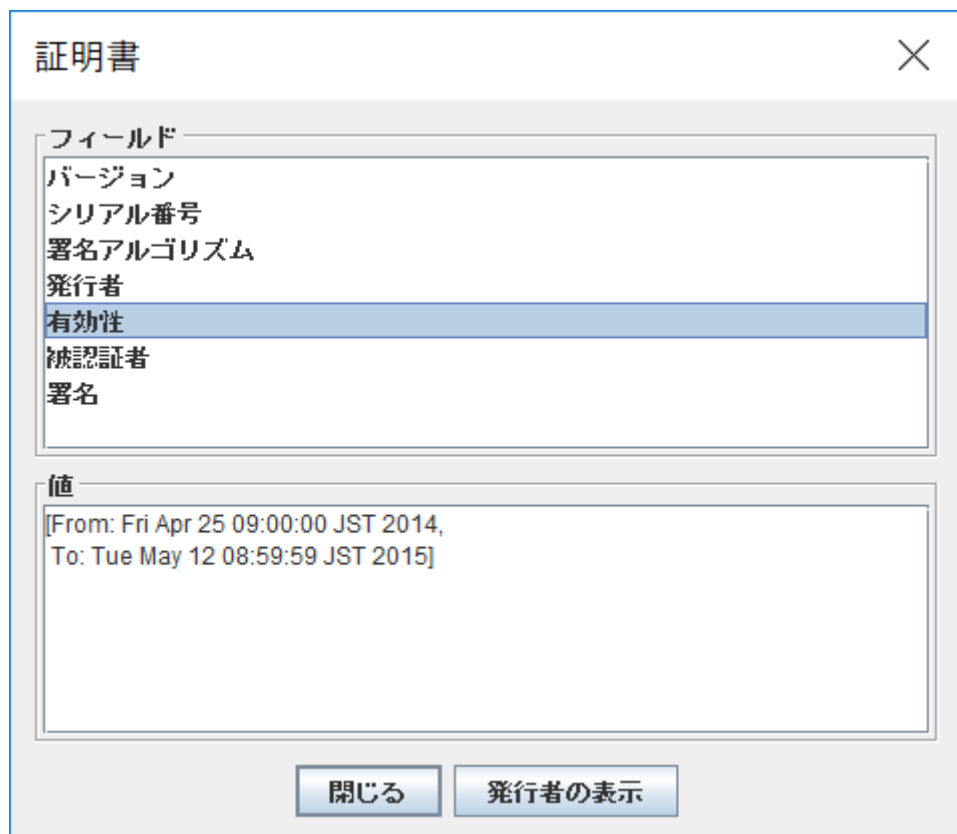 証明書
フィールド
バージョン
シリアル番号
署名アルゴリズム
発行者
有効性
被認証者
署名
値
[From: Fri Apr 25 09:00:00 JST 2014,
To: Tue May 12 08:59:59 JST 2015]
閉じる
発行者の表示